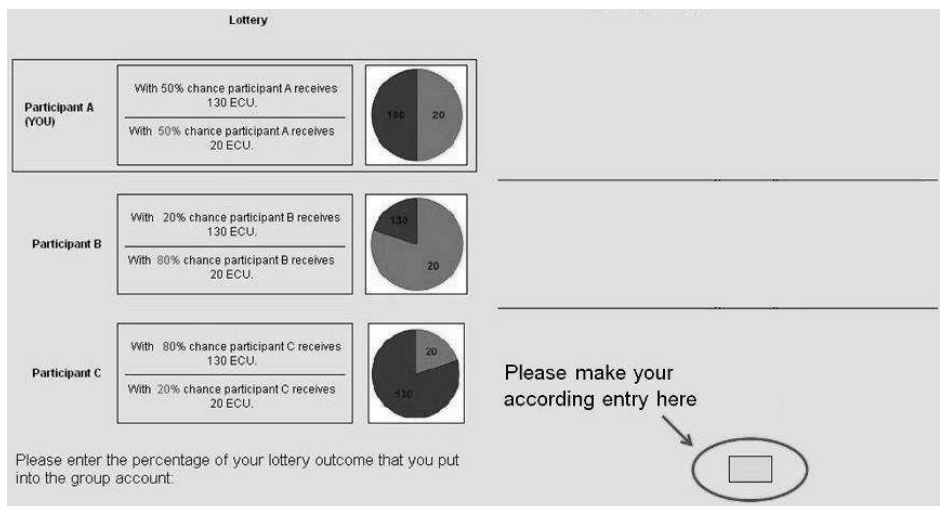 Lottery
Participant A
(YOU)
With 50% chance participant A receives
130 ECU.
With 50% chance participant A receives
20 ECU.
130
20
Participant B
With 20% chance participant B receives
130 ECU.
With 80% chance participant B receives
20 ECU.
130
20
Participant C
With 80% chance participant C receives
130 ECU.
With 20% chance participant C receives
20 ECU.
20
130
Please make your
according entry here
Please enter the percentage of your lottery outcome that you put
into the group account: